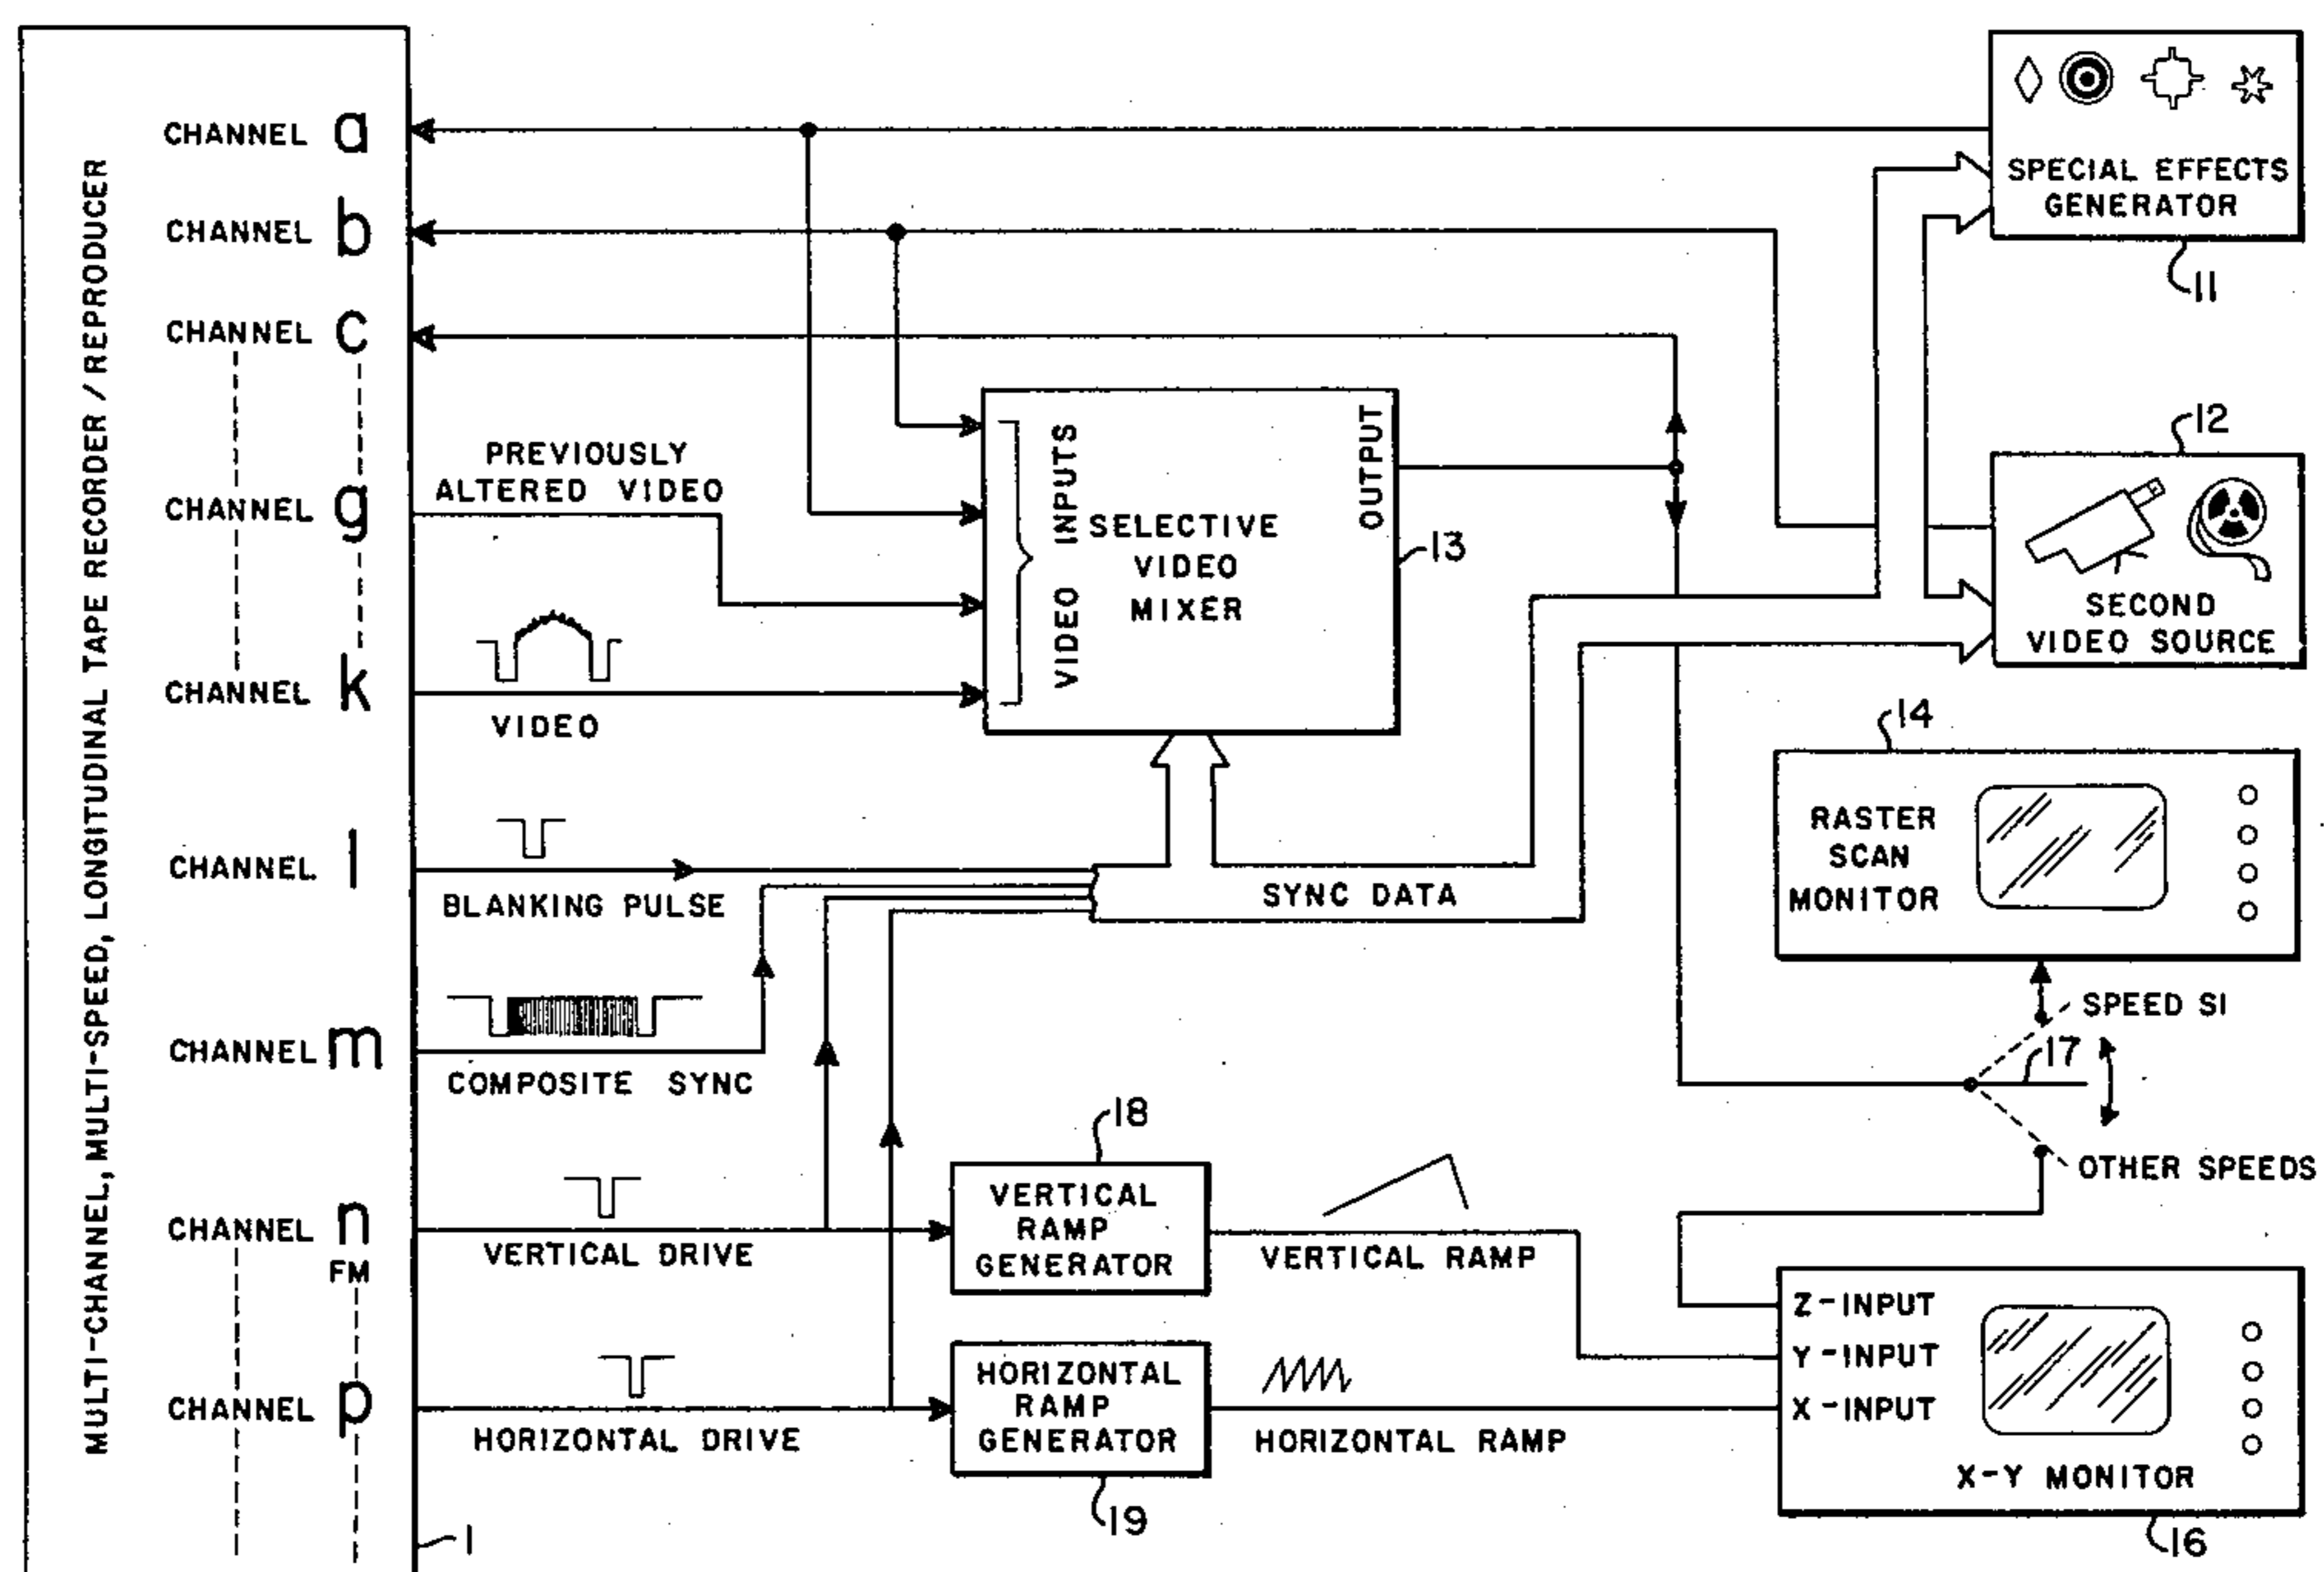 MULTI-CHANNEL, MULTI-SPEED, LONGITUDINAL TAPE RECORDER / REPRODUCER
CHANNEL a
CHANNEL b
CHANNEL c
CHANNEL g
CHANNEL k
CHANNEL l
CHANNEL m
CHANNEL n
FM
CHANNEL p
1
PREVIOUSLY
ALTERED VIDEO
VIDEO
BLANKING PULSE
COMPOSITE SYNC
VERTICAL DRIVE
HORIZONTAL DRIVE
VIDEO INPUTS
SELECTIVE
VIDEO
MIXER
OUTPUT
13
SYNC DATA
18
VERTICAL
RAMP
GENERATOR
VERTICAL RAMP
HORIZONTAL
RAMP
GENERATOR
19
HORIZONTAL RAMP
SPECIAL EFFECTS
GENERATOR
11
12
SECOND
VIDEO SOURCE
14
RASTER
SCAN
MONITOR
SPEED S1
17
OTHER SPEEDS
Z-INPUT
Y-INPUT
X-INPUT
X-Y MONITOR
16